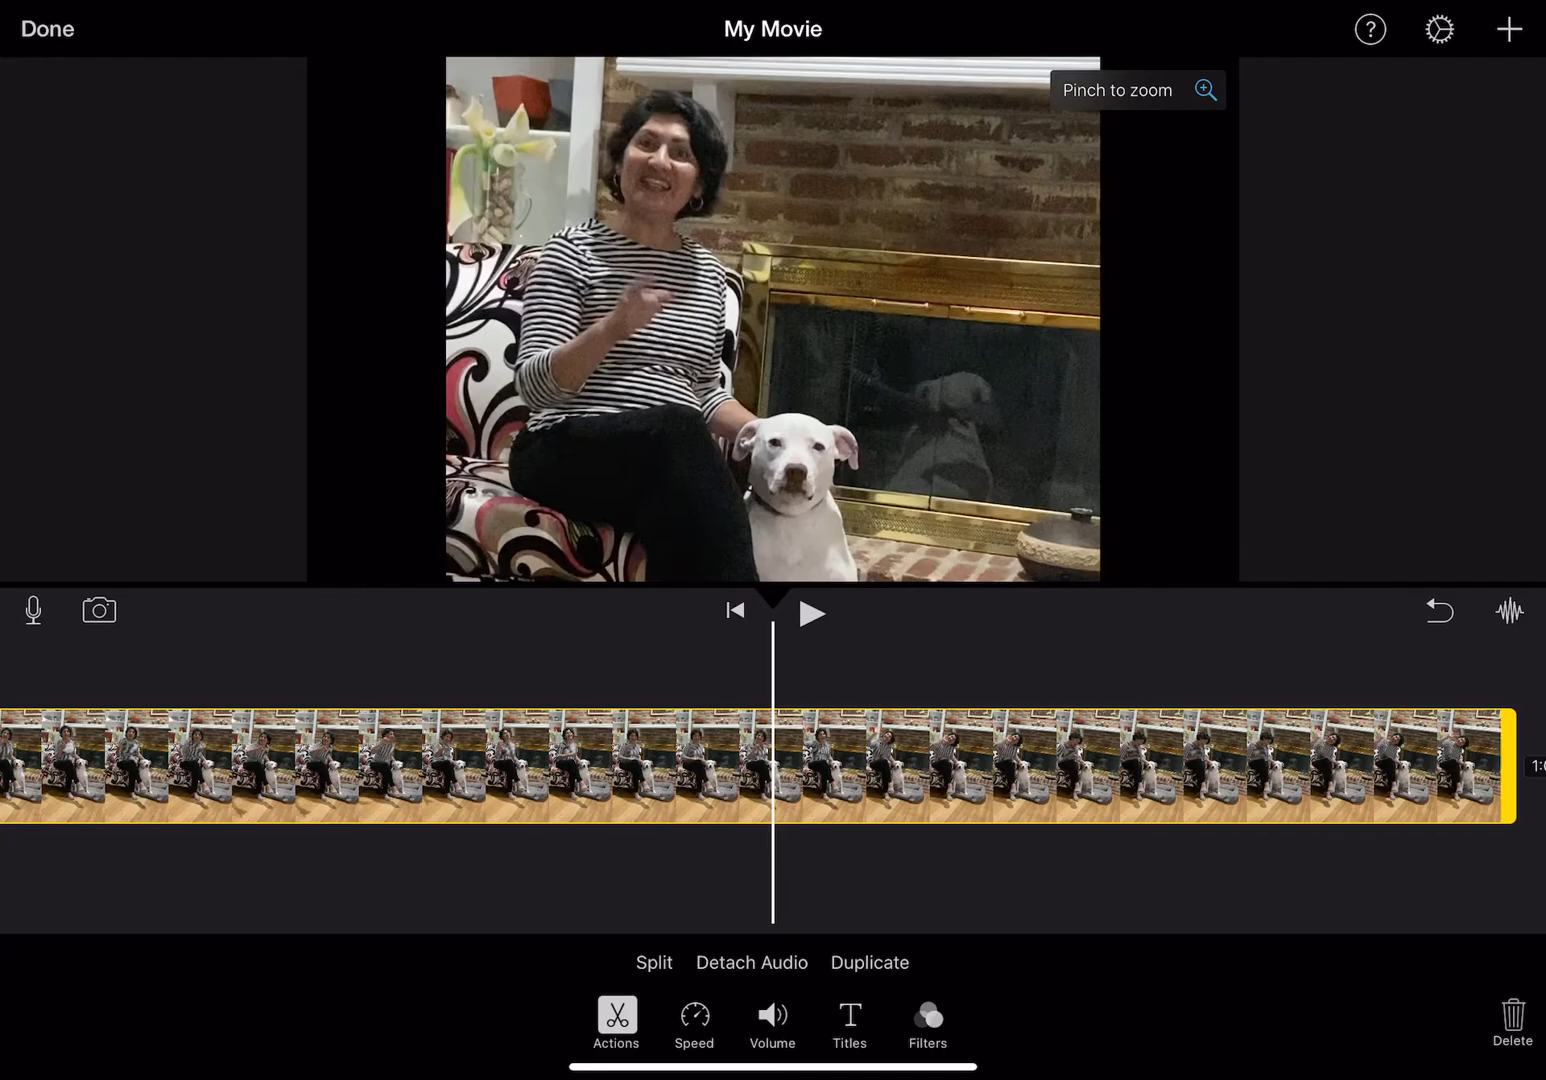 Done
My Movie
?
Pinch to zoom
Split
Detach Audio
Duplicate
Actions
Speed
Volume
T
Titles
Filters
Delete